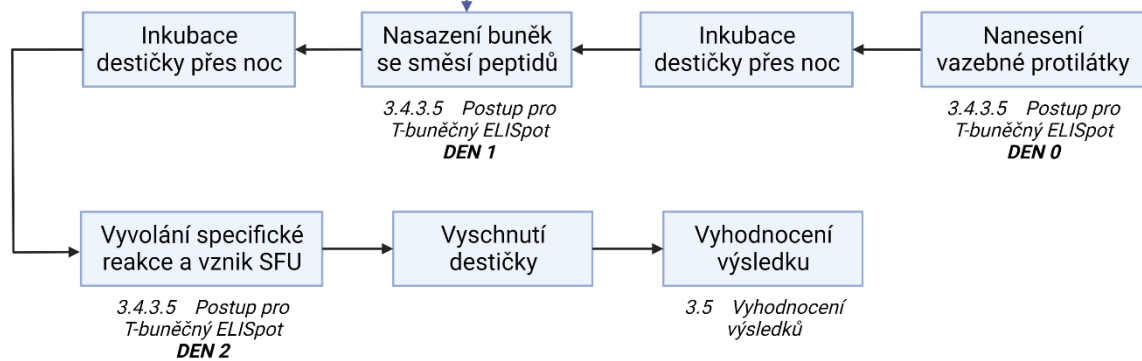 Inkubace
destičky přes noc
Nasazení buněk
se směsí peptidů
3.4.3.5 Postup pro
T-buněčný ELISpot
DEN 1
Inkubace
destičky přes noc
Nanesení
vazebné protilátky
3.4.3.5 Postup pro
T-buněčný ELISpot
DEN 0
Vyvolání specifické
reakce a vznik SFU
3.4.3.5 Postup pro
T-buněčný ELISpot
DEN 2
Vyschnutí
destičky
Vyhodnocení
výsledku
3.5 Vyhodnocení
výsledků